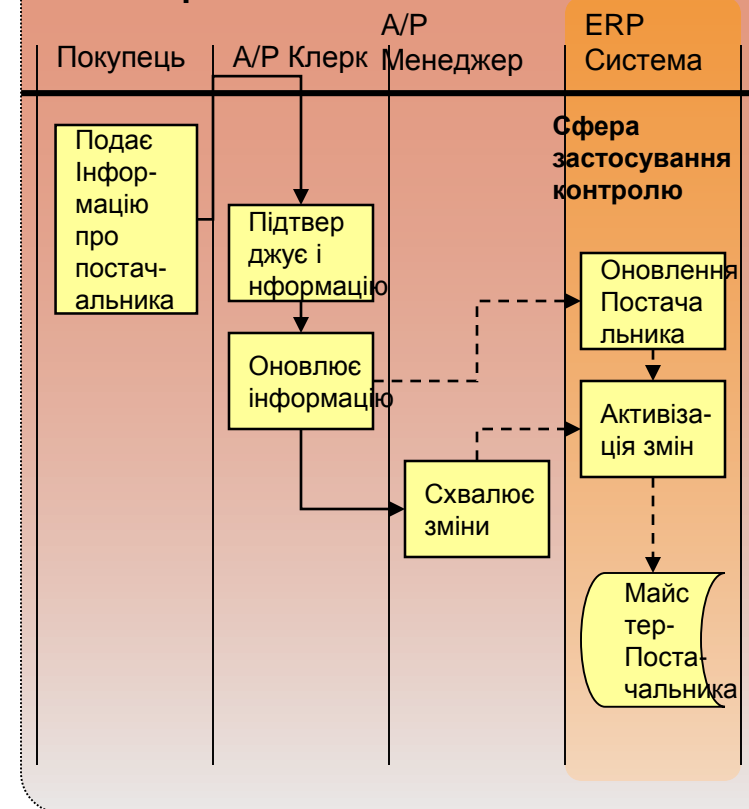 Покупець
A/P Клерк
A/P
Менеджер
ERP
Система
Сфера
застосування
контролю
Подає
Інфор-
мацію
про
постач-
альника
Підтвер
джує і
нформацію
Оновлює
інформацію
Схвалює
зміни
Оновлення
Постача
льника
Активіза-
ція змін
Майс
тер-
Поста-
чальника